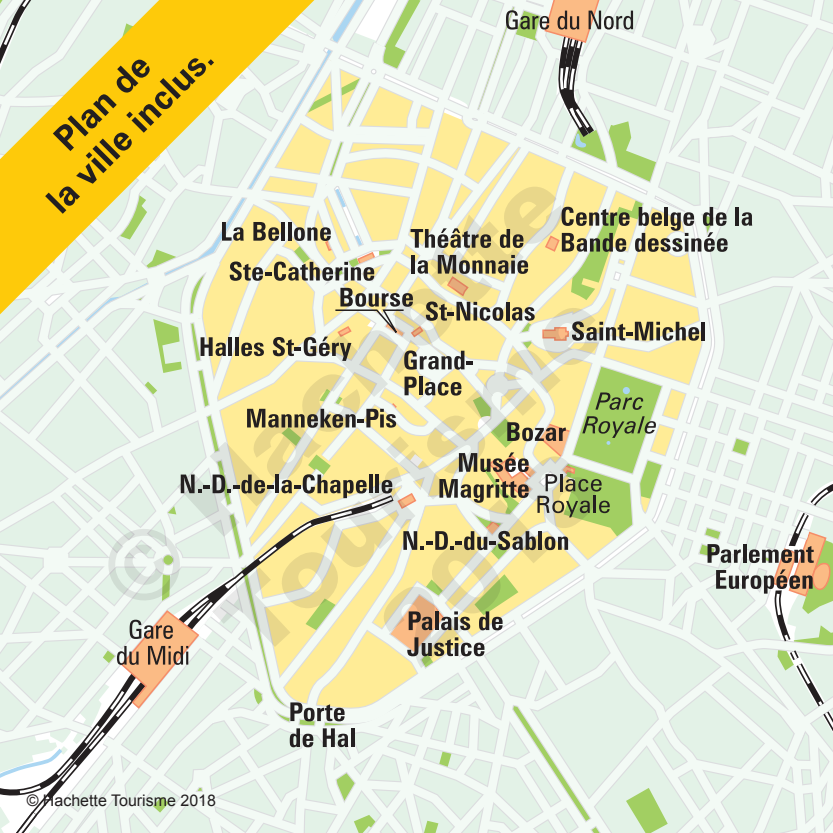 Plan de
la ville inclus.
Gare du Nord
Centre belge de la
Bande dessinée
La Bellone
Théâtre de
la Monnaie
Ste-Catherine
Bourse
St-Nicolas
Saint-Michel
Halles St-Géry
Grand-
Place
Parc
Royale
Manneken-Pis
Bozar
Musée
Magritte
Place
Royale
N.-D.-de-la-Chapelle
N.-D.-du-Sablon
Parlement
Européen
Gare
du Midi
Palais de
Justice
Porte
de Hal
© Hachette Tourisme 2018
© Hachette
Tourisme